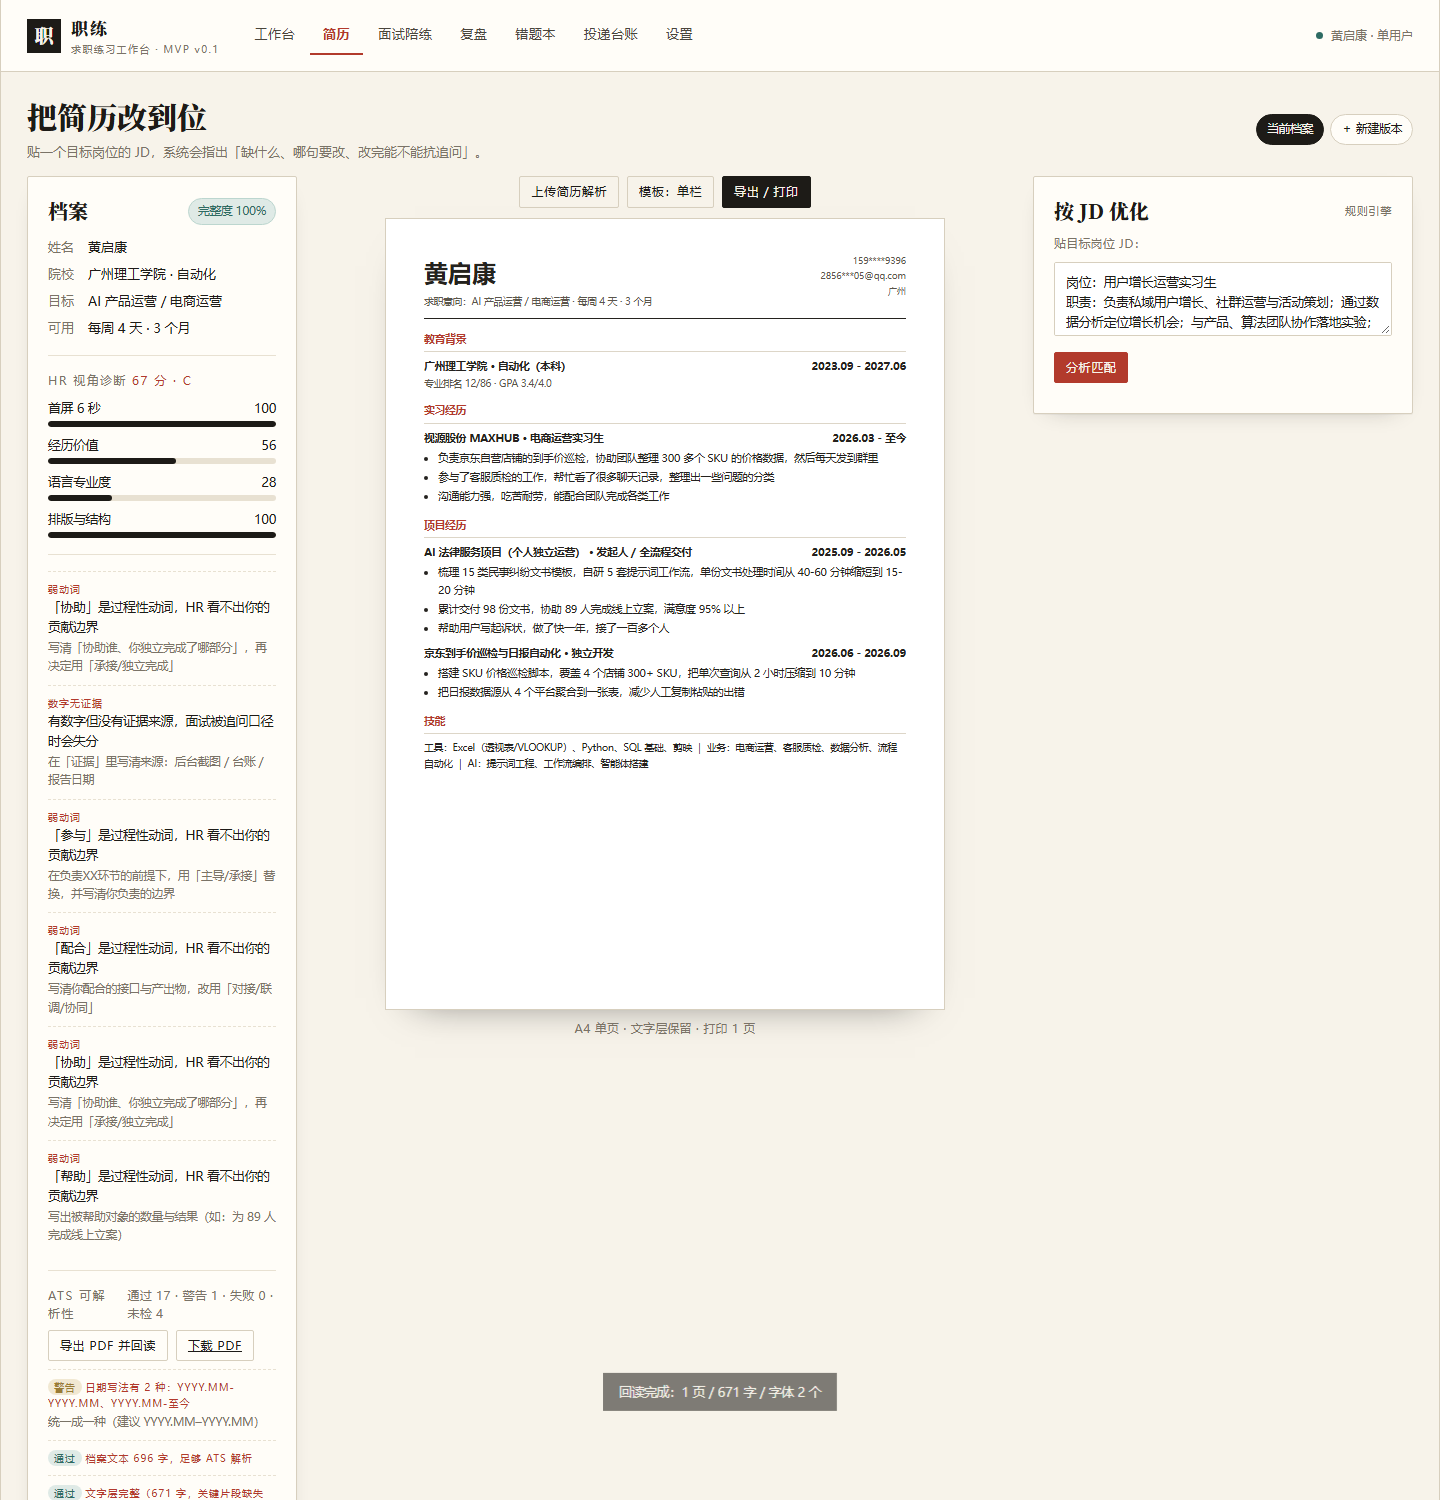 职
职练
求职练习工作台 · MVP v0.1
工作台
简历
面试陪练
复盘
错题本
投递台账
设置
黄启康 · 单用户
把简历改到位
贴一个目标岗位的 JD，系统会指出「缺什么、哪句要改、改完能不能抗追问」。
当前档案
+ 新建版本
档案
完整度 100%
姓名 黄启康
院校 广州理工学院 · 自动化
目标 AI 产品运营 / 电商运营
可用 每周 4 天 · 3 个月
HR 视角诊断 67 分 · C
首屏 6 秒 100
经历价值 56
语言专业度 28
排版与结构 100
弱动词
「协助」是过程性动词，HR 看不出你的
贡献边界
写清「协助谁、你独立完成了哪部分」，再
决定用「承接/独立完成」
数字无证据
有数字但没有证据来源，面试被追问口径
时会失分
在「证据」里写清来源：后台截图 / 台账 /
报告日期
弱动词
「参与」是过程性动词，HR 看不出你的
贡献边界
在负责XX环节的前提下，用「主导/承接」替
换，并写清你负责的边界
弱动词
「配合」是过程性动词，HR 看不出你的
贡献边界
写清你配合的接口与产出物，改用「对接/联
调/协同」
弱动词
「协助」是过程性动词，HR 看不出你的
贡献边界
写清「协助谁、你独立完成了哪部分」，再
决定用「承接/独立完成」
弱动词
「帮助」是过程性动词，HR 看不出你的
贡献边界
写出被帮助对象的数量与结果（如：为 89 人
完成线上立案）
ATS 可解
析性
通过 17 · 警告 1 · 失败 0 ·
未检 4
导出 PDF 并回读
下载 PDF
警告 日期写法有 2 种：YYYY.MM-
YYYY.MM、YYYY.MM-至今
统一成一种（建议 YYYY.MM–YYYY.MM）
通过 档案文本 696 字，足够 ATS 解析
通过 文字层完整（671 字，关键片段缺失
上传简历解析
模板：单栏
导出 / 打印
黄启康
159****9396
2856***05@qq.com
广州
求职意向：AI 产品运营 / 电商运营 · 每周 4 天 · 3 个月
教育背景
广州理工学院 • 自动化（本科） 2023.09 - 2027.06
专业排名 12/86 · GPA 3.4/4.0
实习经历
视源股份 MAXHUB • 电商运营实习生 2026.03 - 至今
• 负责京东自营店铺的到手价巡检，协助团队整理 300 多个 SKU 的价格数据，然后每天发到群里
• 参与了客服质检的工作，帮忙看了很多聊天记录，整理出一些问题的分类
• 沟通能力强，吃苦耐劳，能配合团队完成各类工作
项目经历
AI 法律服务项目（个人独立运营） • 发起人 / 全流程交付 2025.09 - 2026.05
• 梳理 15 类民事纠纷文书模板，自研 5 套提示词工作流，单份文书处理时间从 40-60 分钟缩短到 15-
20 分钟
• 累计交付 98 份文书，协助 89 人完成线上立案，满意度 95% 以上
• 帮助用户写起诉状，做了快一年，接了一百多个人
京东到手价巡检与日报自动化 • 独立开发 2026.06 - 2026.09
• 搭建 SKU 价格巡检脚本，覆盖 4 个店铺 300+ SKU，把单次查询从 2 小时压缩到 10 分钟
• 把日报数据源从 4 个平台聚合到一张表，减少人工复制粘贴的出错
技能
工具：Excel（透视表/VLOOKUP）、Python、SQL 基础、剪映 ｜ 业务：电商运营、客服质检、数据分析、流程
自动化 ｜ AI：提示词工程、工作流编排、智能体搭建
A4 单页 · 文字层保留 · 打印 1 页
回读完成：1 页 / 671 字 / 字体 2 个
按 JD 优化
规则引擎
贴目标岗位 JD：
岗位：用户增长运营实习生
职责：负责私域用户增长、社群运营与活动策划；通过数
据分析定位增长机会；与产品、算法团队协作落地实验；
分析匹配